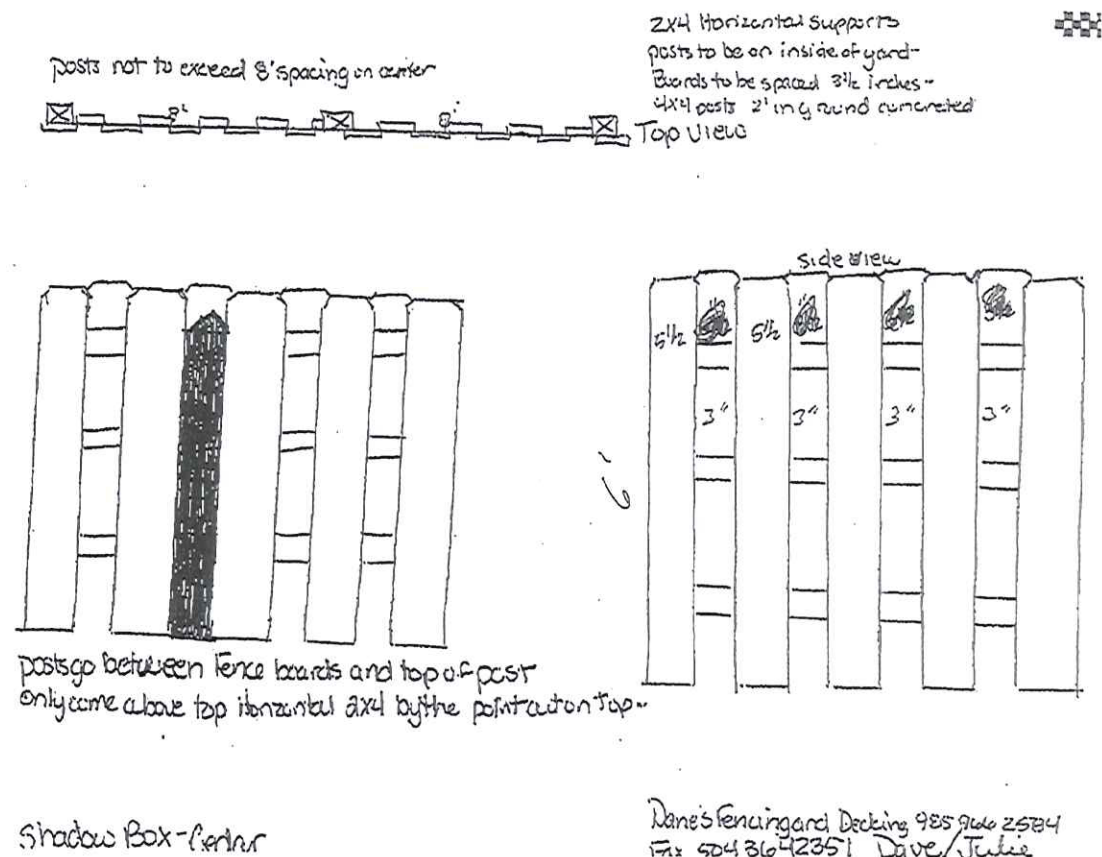 2x4 Horizontal supports
posts to be on inside of yard-
Boards to be spaced 3½ inches-
4x4 posts 2' in ground concreted
posts not to exceed 8' spacing on center
8'
8'
Top View
side view
5½
5½
3"
3"
3"
3"
6'
posts go between fence boards and top of post
only come above top horizontal 2x4 by the point cut on top-
Shadow Box-Cedar
Dane's Fencing and Decking 985 966 2584
Fax 504 364 2351 Dave/Julie